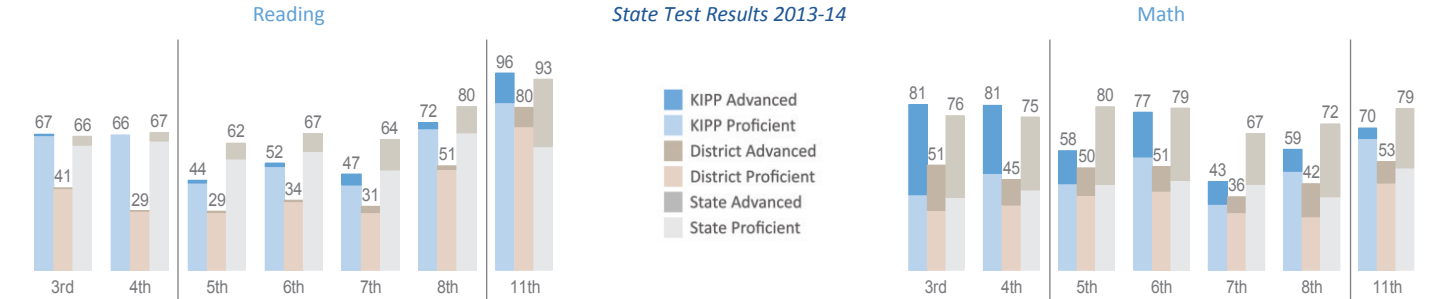 Reading
State Test Results 2013-14
Math
67
41
66
66
29
67
44
29
62
52
34
67
47
31
64
72
51
80
96
80
93
3rd
4th
5th
6th
7th
8th
11th
KIPP Advanced
KIPP Proficient
District Advanced
District Proficient
State Advanced
State Proficient
81
51
76
81
45
75
58
50
80
77
51
79
43
36
67
59
42
72
70
53
79
3rd
4th
5th
6th
7th
8th
11th